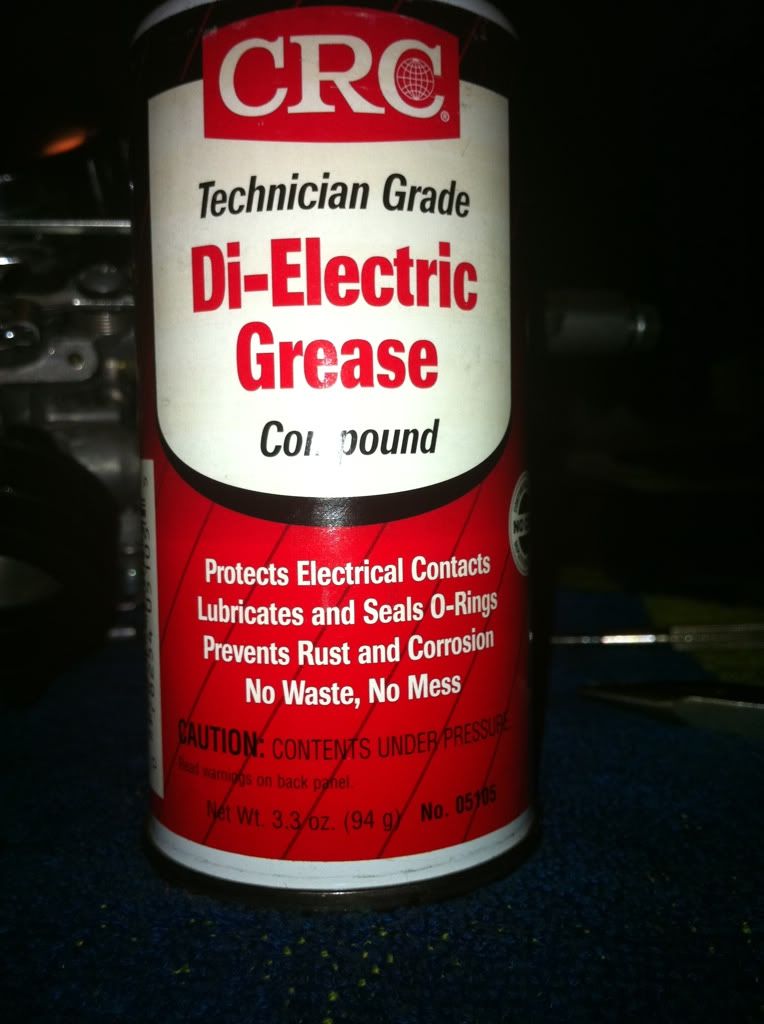 CRC®
Technician Grade
Di-Electric
Grease
Co pound
Protects Electrical Contacts
Lubricates and Seals O-Rings
Prevents Rust and Corrosion
No Waste, No Mess
CAUTION: CONTENTS UNDER PRESSURE.
Read warnings on back panel.
Net Wt. 3.3 oz. (94 g) No. 05105